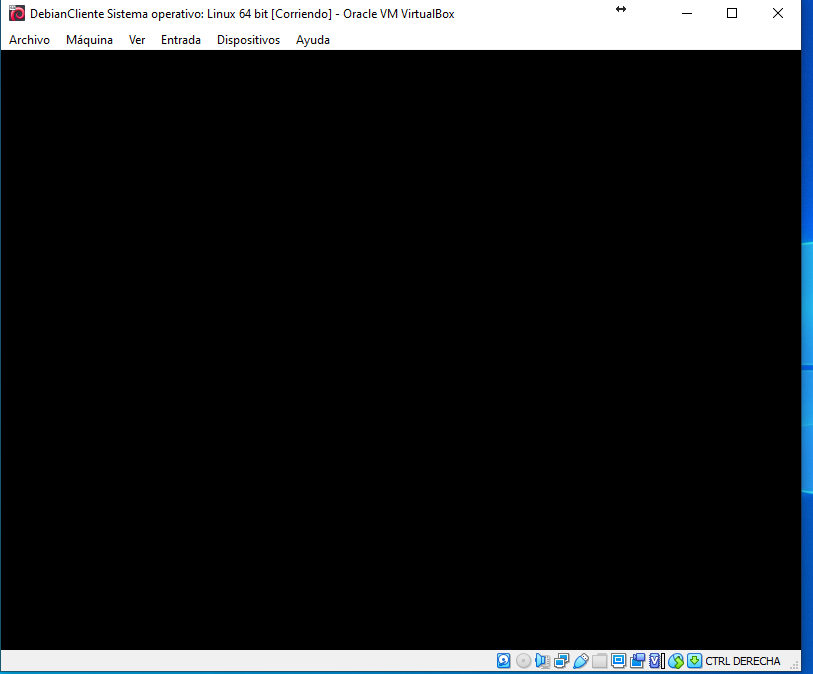 DebianCliente Sistema operativo: Linux 64 bit [Corriendo] - Oracle VM VirtualBox
Archivo Máquina Ver Entrada Dispositivos Ayuda
CTRL DERECHA